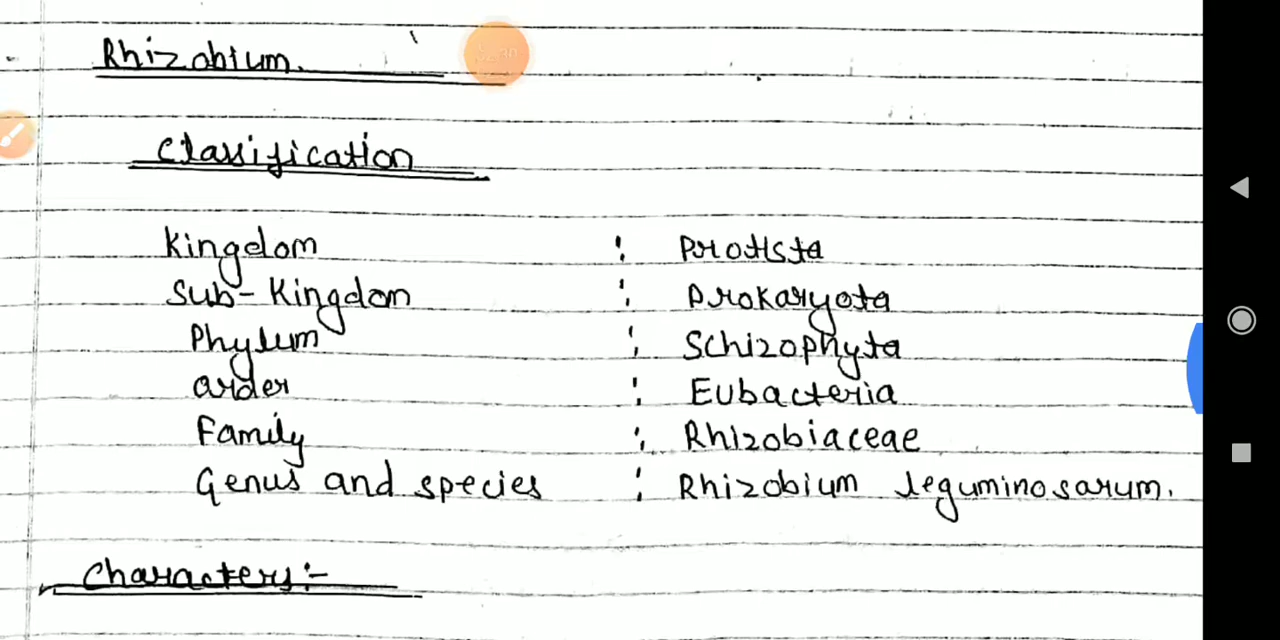 Rhizobium.
Classification
Kingdom : Protista
Sub-Kingdom : Prokaryota
Phylum : Schizophyta
order : Eubacteria
Family : Rhizobiaceae
Genus and species : Rhizobium leguminosarum.
Characters:-